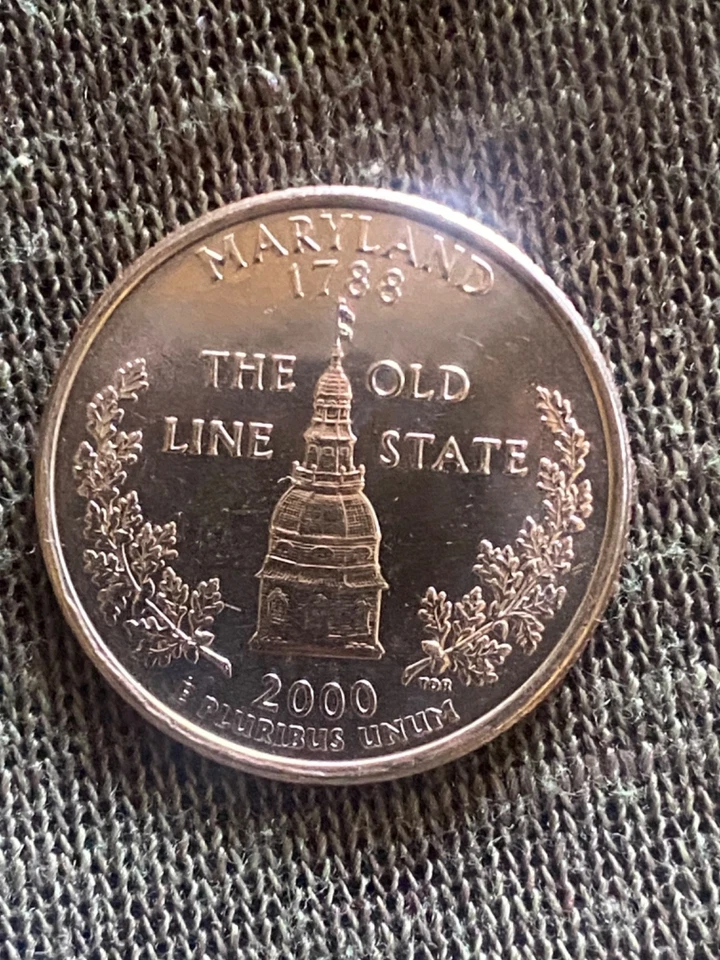 MARYLAND
1788
THE OLD
LINE STATE
TDR
2000
E PLURIBUS UNUM